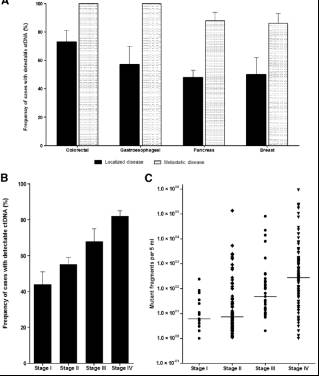 A
Frequency of cases with detectable ctDNA (%)
100
80
60
40
20
0
Colorectal Gastroesophageal Pancreas Breast
Localized disease Metastatic disease
B
Frequency of cases with detectable ctDNA (%)
100
80
60
40
20
0
Stage I Stage II Stage III Stage IV
C
Mutant fragments per 5 ml
Stage I Stage II Stage III Stage IV